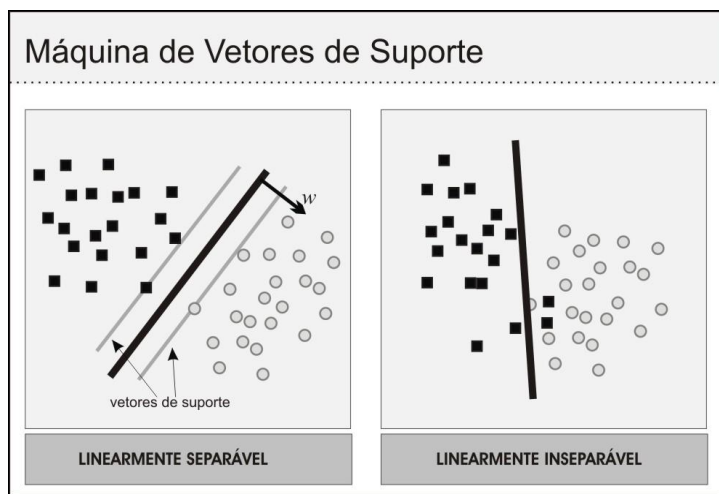 Máquina de Vetores de Suporte
w
vetores de suporte
LINEARMENTE SEPARÁVEL
LINEARMENTE INSEPARÁVEL